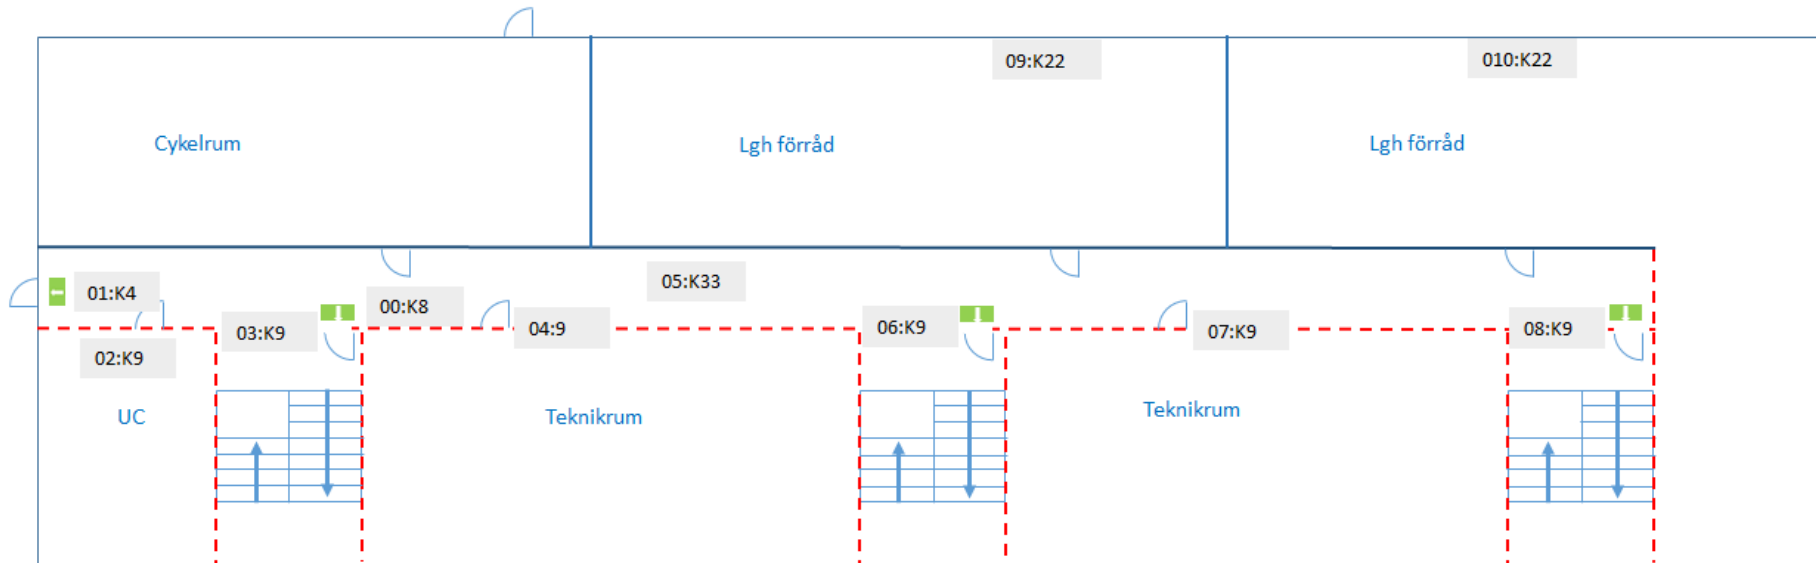 09:K22
010:K22
Cykelrum
Lgh förråd
Lgh förråd
01:K4
00:K8
05:K33
03:K9
04:9
06:K9
07:K9
08:K9
02:K9
UC
Teknikrum
Teknikrum